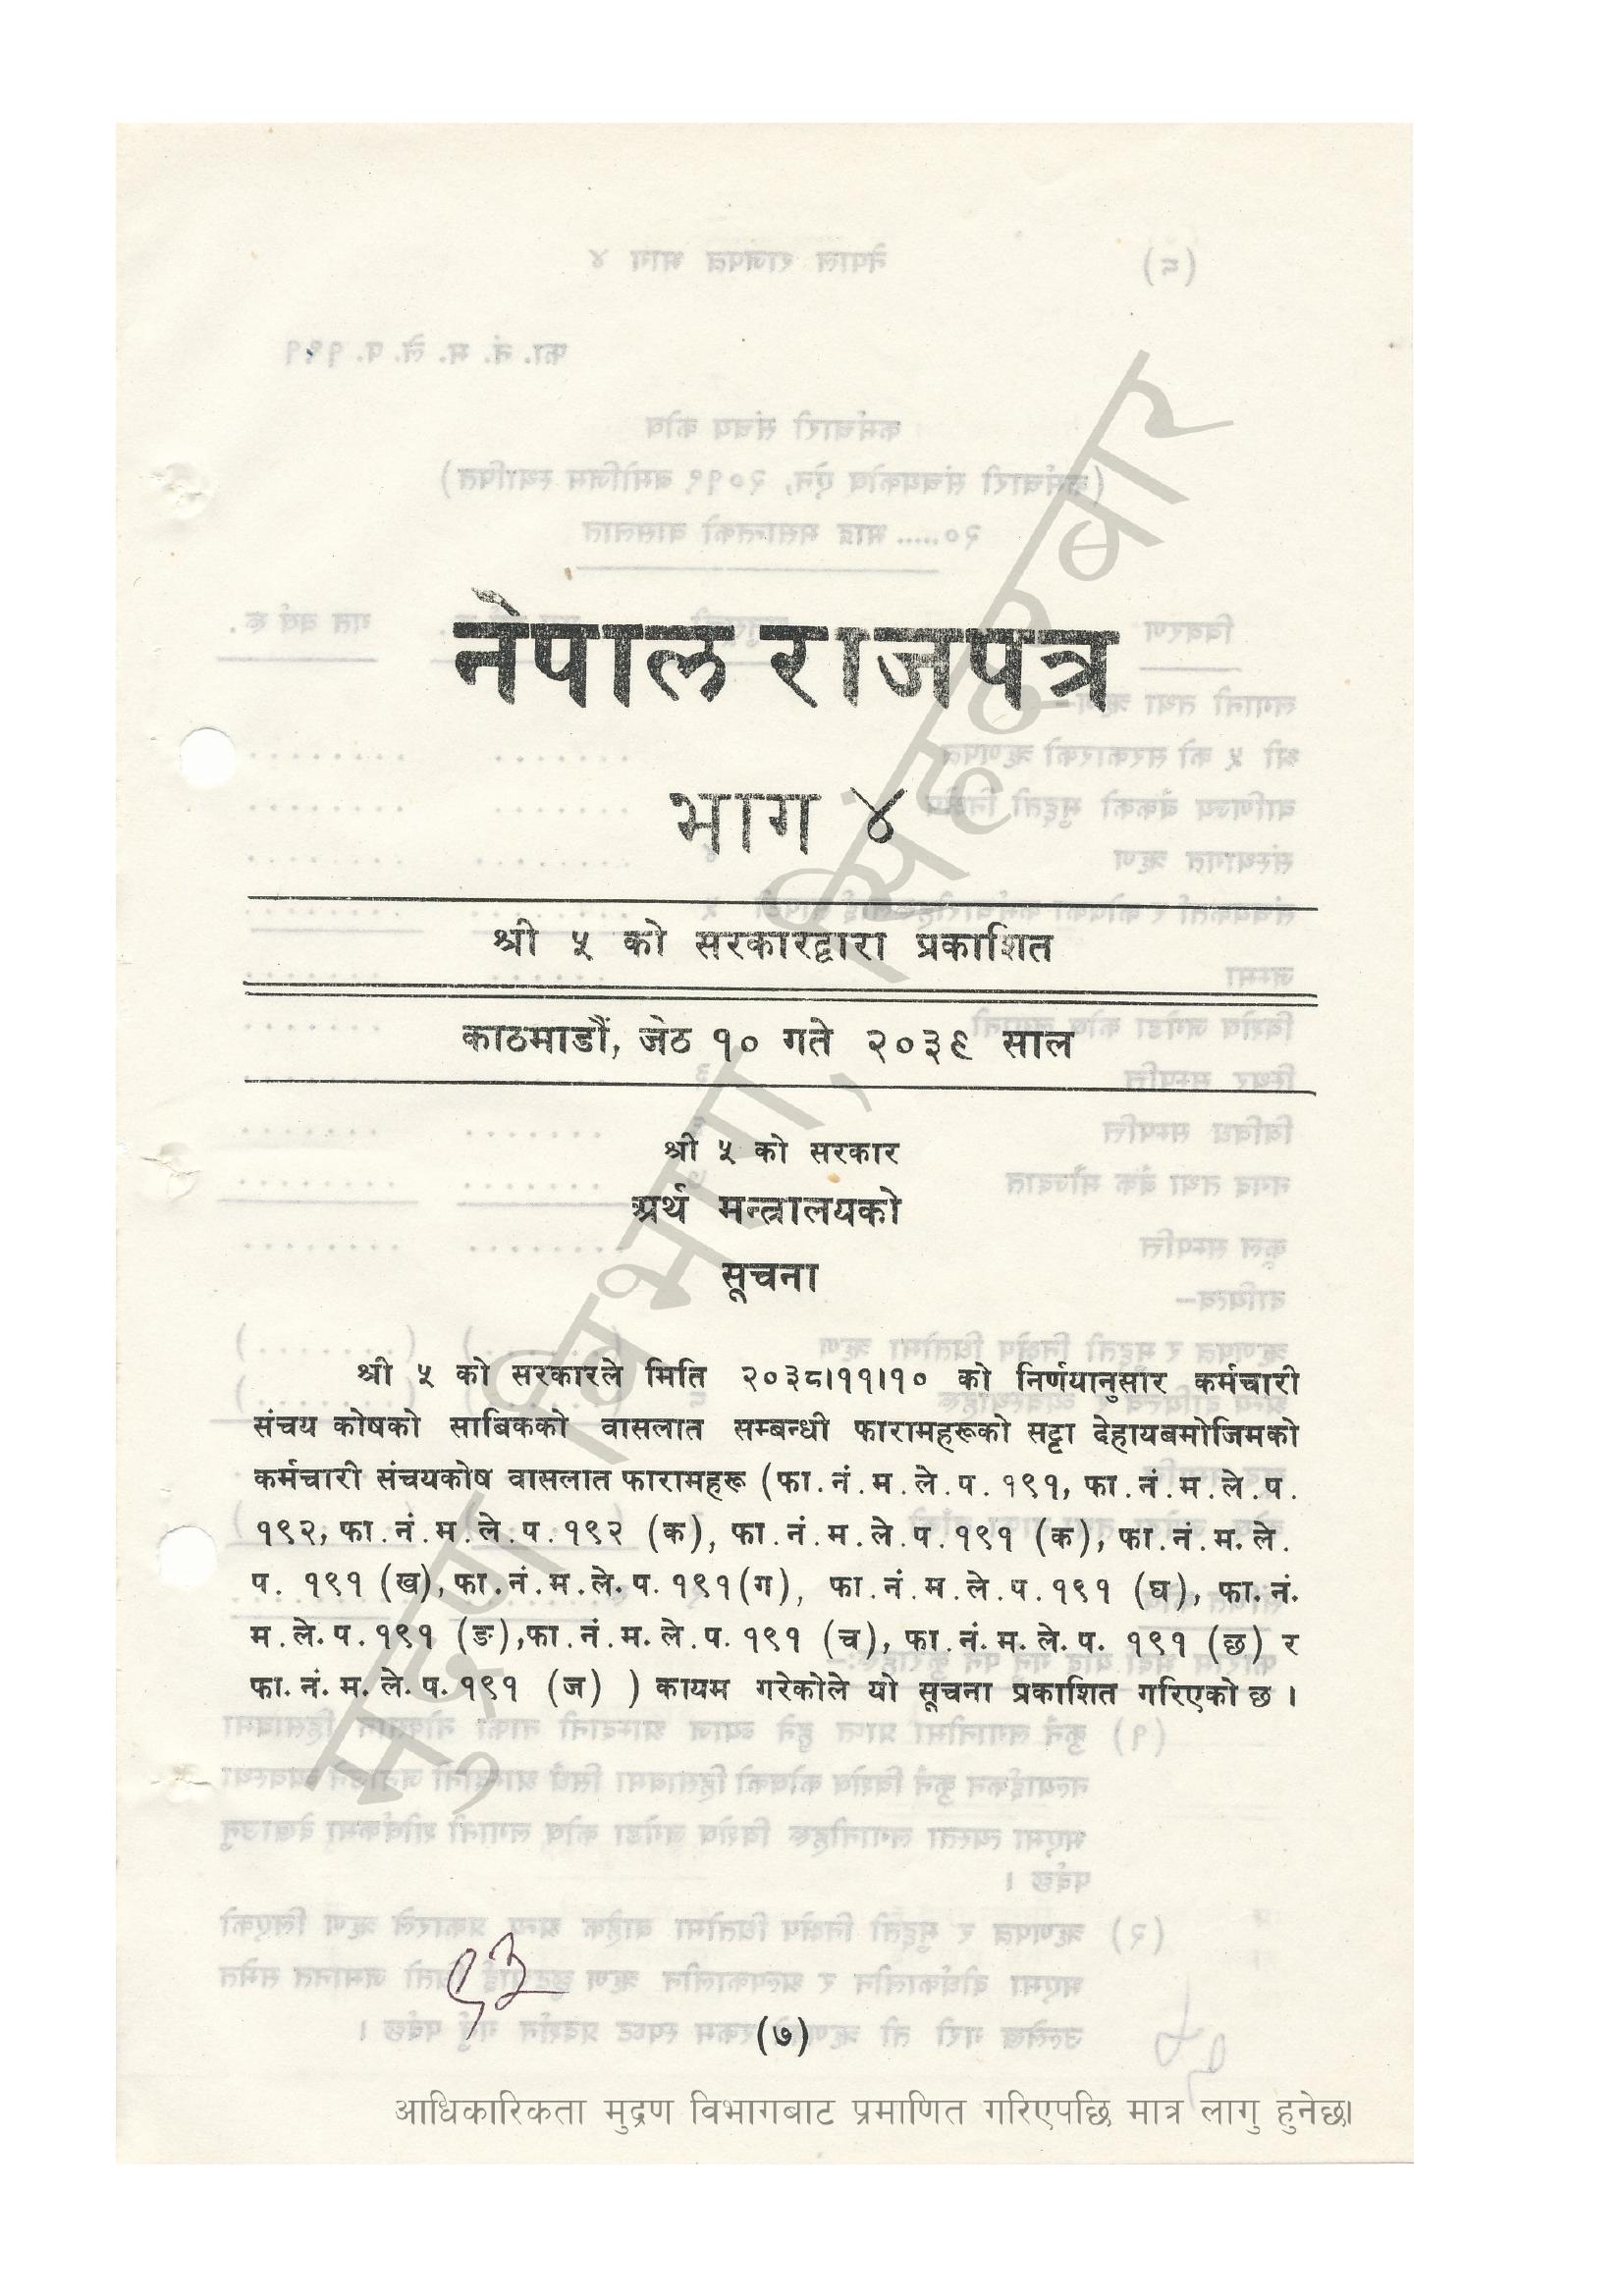 नेपाल राजपत्र
भाग ४
श्री ५ को सरकारद्वारा प्रकाशित
काठमाडौं, जेठ १० गते २०३९ साल
श्री ५ को सरकार
अर्थ मन्त्रालयको
सूचना
श्री ५ को सरकारले मिति २०३८।११।१० को निर्णयानुसार कर्मचारी
संचय कोषको साबिकको वासलात सम्बन्धी फारामहरूको सट्टा देहायबमोजिमको
कर्मचारी संचयकोष वासलात फारामहरू (फा.नं.म.ले.प. १९१, फा.नं.म.ले.प.
१९२, फा.नं.म.ले.प. १९२ (क), फा.नं.म.ले.प. १९१ (क), फा.नं.म.ले.
प. १९१ (ख), फा.नं.म.ले.प. १९१(ग), फा.नं.म.ले.प. १९१ (घ), फा.नं.
म.ले.प. १९१ (ङ),फा.नं.म.ले.प. १९१ (च), फा.नं.म.ले.प. १९१ (छ) र
फा.नं.म.ले.प. १९१ (ज) ) कायम गरेकोले यो सूचना प्रकाशित गरिएको छ ।
९३
(७)
मुद्रण विभाग, सिंहदरबार
आधिकारिकता मुद्रण विभागबाट प्रमाणित गरिएपछि मात्र लागु हुनेछ।